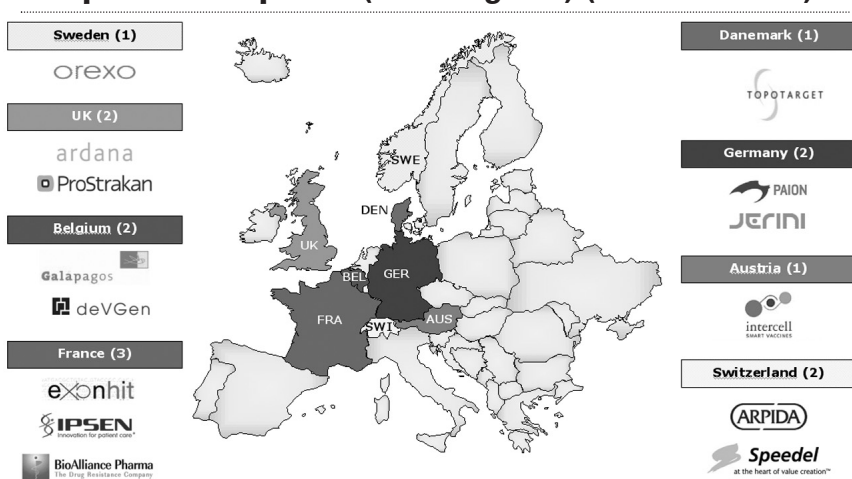 Sweden (1)
orexo
UK (2)
ardana
ProStrakan
Belgium (2)
Galapagos
deVGen
France (3)
exonhit
IPSEN
Innovation for patient care
BioAlliance Pharma
The Drug Resistance Company
SWE
DEN
UK
BEL
GER
FRA
SWI
AUS
Danemark (1)
TOPOTARGET
Germany (2)
PAION
JERINI
Austria (1)
intercell
SMART VACCINES
Switzerland (2)
ARPIDA
Speedel
at the heart of value creation™